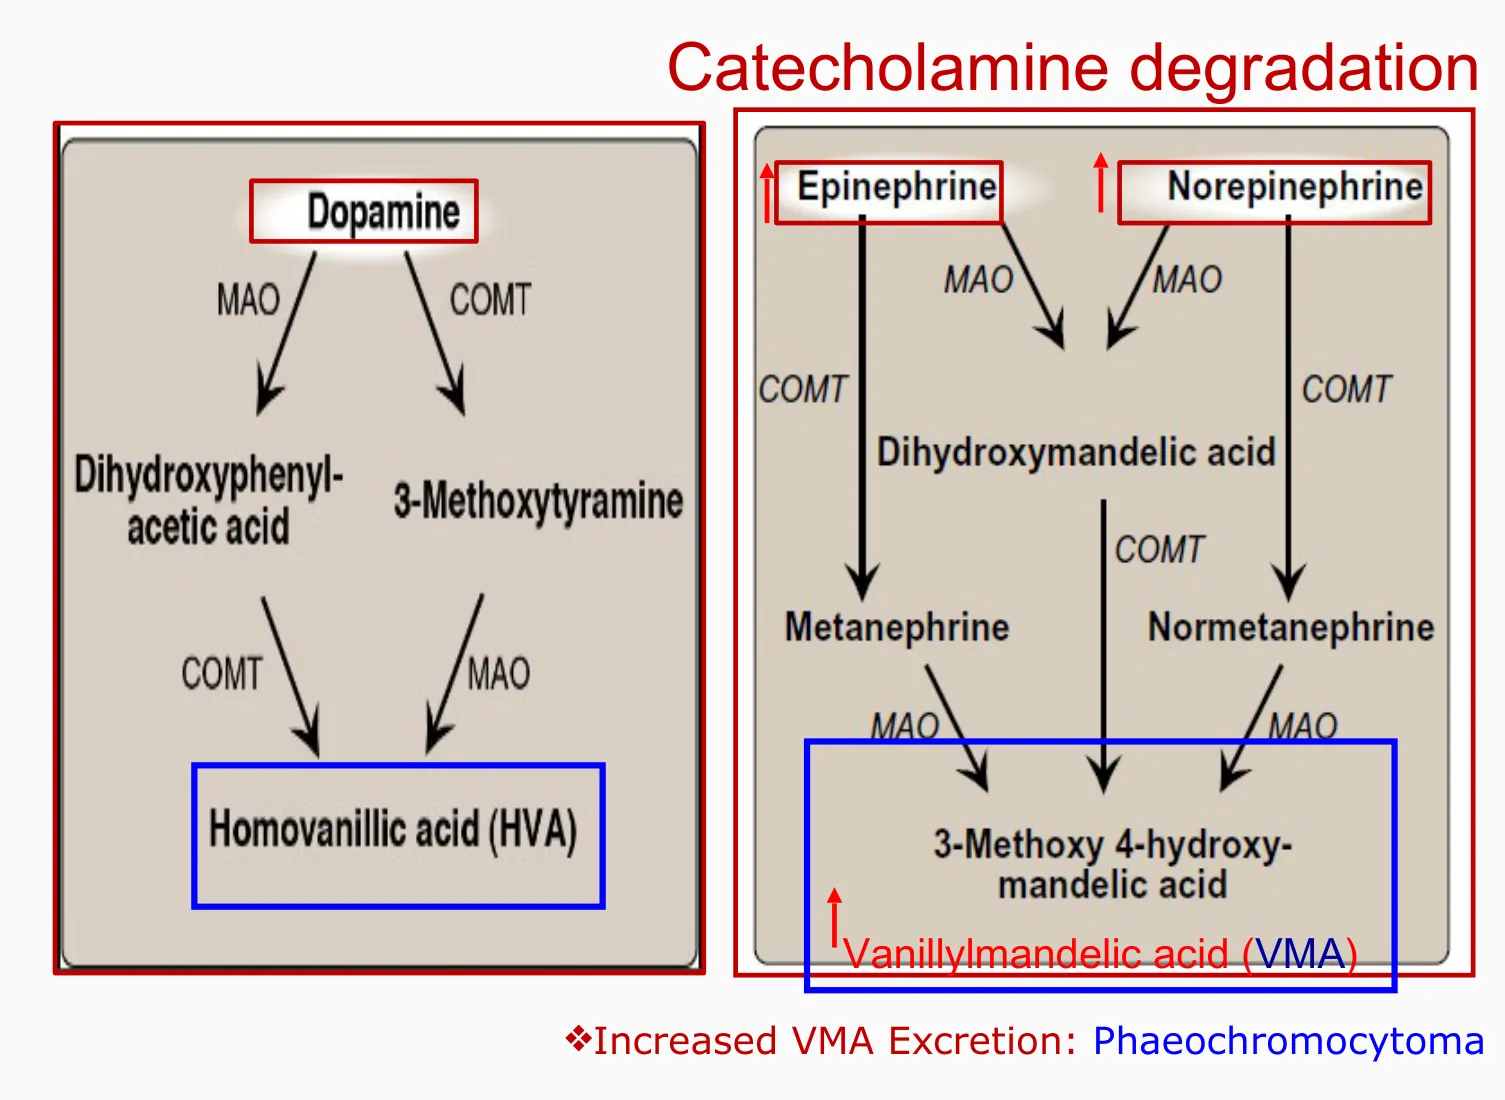 Catecholamine degradation
Dopamine
MAO
COMT
Dihydroxyphenyl-
acetic acid
3-Methoxytyramine
COMT
MAO
Homovanillic acid (HVA)
Epinephrine
Norepinephrine
MAO
MAO
COMT
COMT
Dihydroxymandelic acid
COMT
Metanephrine
Normetanephrine
MAO
MAO
3-Methoxy 4-hydroxy-
mandelic acid
Vanillylmandelic acid (VMA)
❖Increased VMA Excretion: Phaeochromocytoma